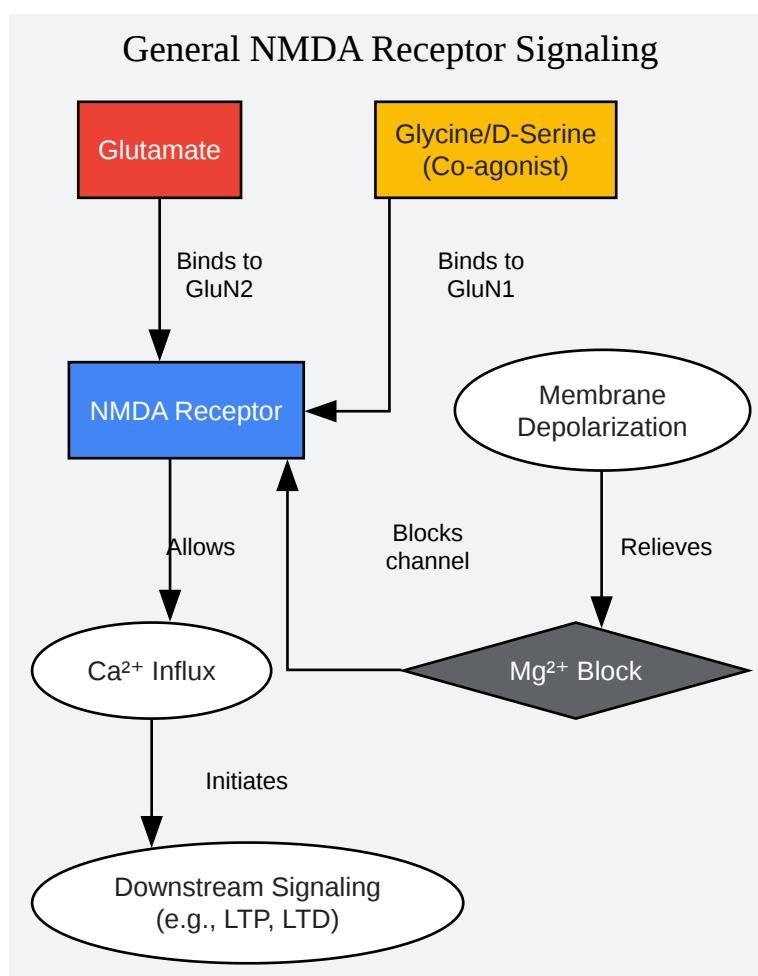 General NMDA Receptor Signaling
Glutamate
Glycine/D-Serine
(Co-agonist)
Binds to
GluN2
Binds to
GluN1
NMDA Receptor
Membrane
Depolarization
Allows
Blocks
channel
Relieves
Ca²⁺ Influx
Mg²⁺ Block
Initiates
Downstream Signaling
(e.g., LTP, LTD)